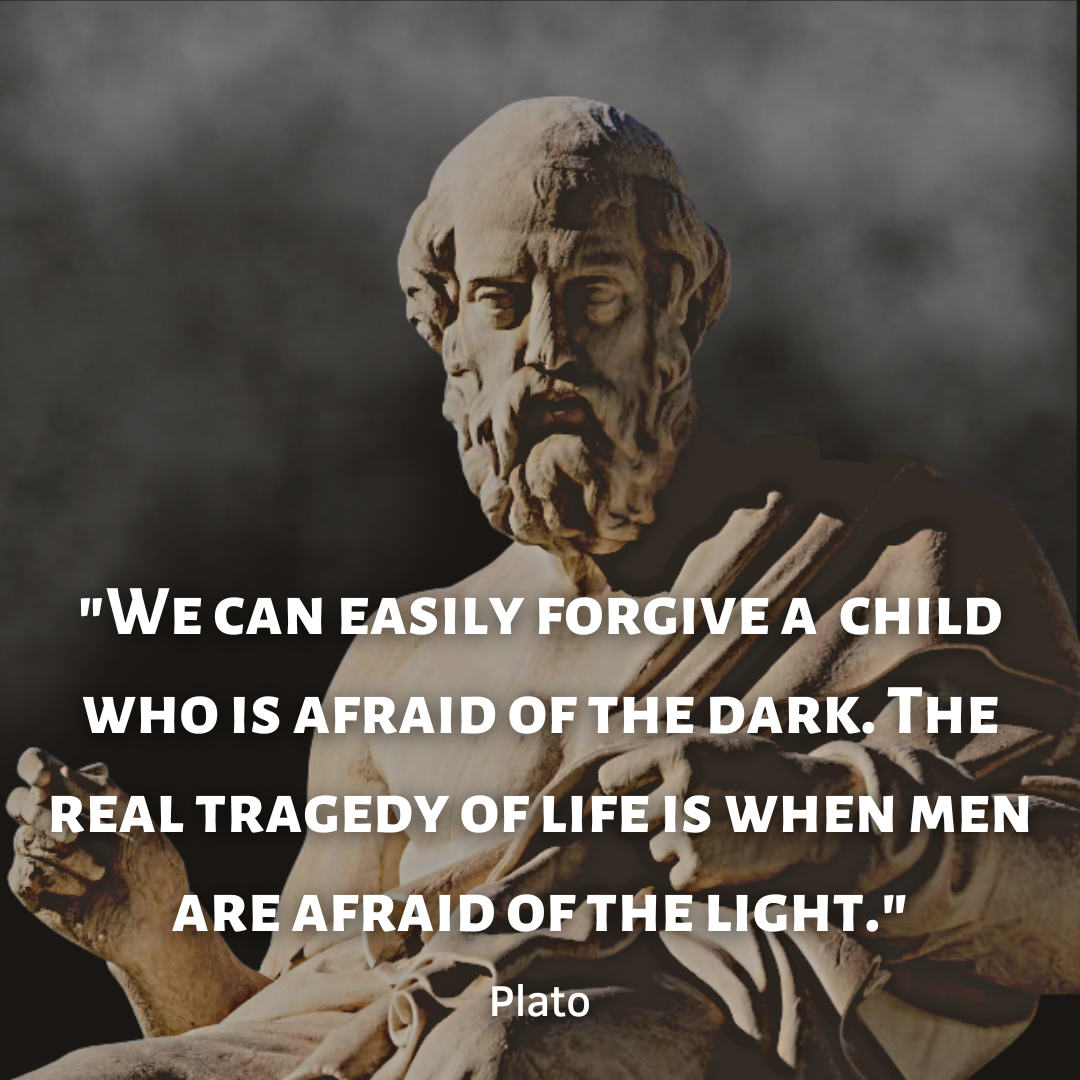 "We can easily forgive a child
who is afraid of the dark. The
real tragedy of life is when men
are afraid of the light."
Plato